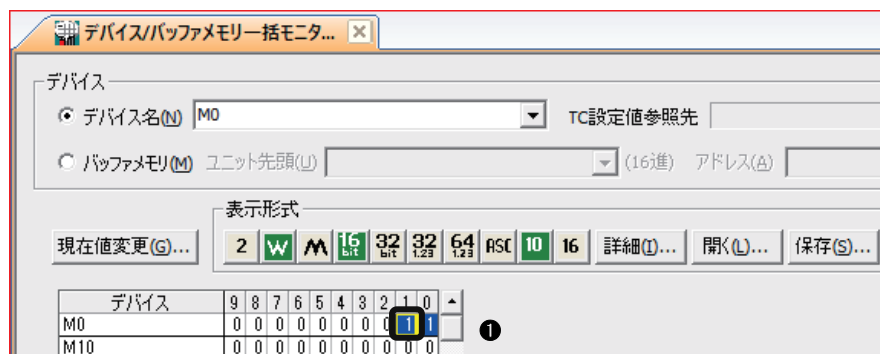 デバイス/バッファメモリ一括モニタ...
デバイス
デバイス名(N) M0 TC設定値参照先
バッファメモリ(M) ユニット先頭(U) (16進) アドレス(A)
表示形式
現在値変更(G)... 2 W M 16bit 32bit 32 1.23 64 1.23 ASC 10 16 詳細(I)... 開く(L)... 保存(S)...
デバイス 9 8 7 6 5 4 3 2 1 0
M0 0 0 0 0 0 0 0 0 1 1 ❶
M10 0 0 0 0 0 0 0 0 0 0